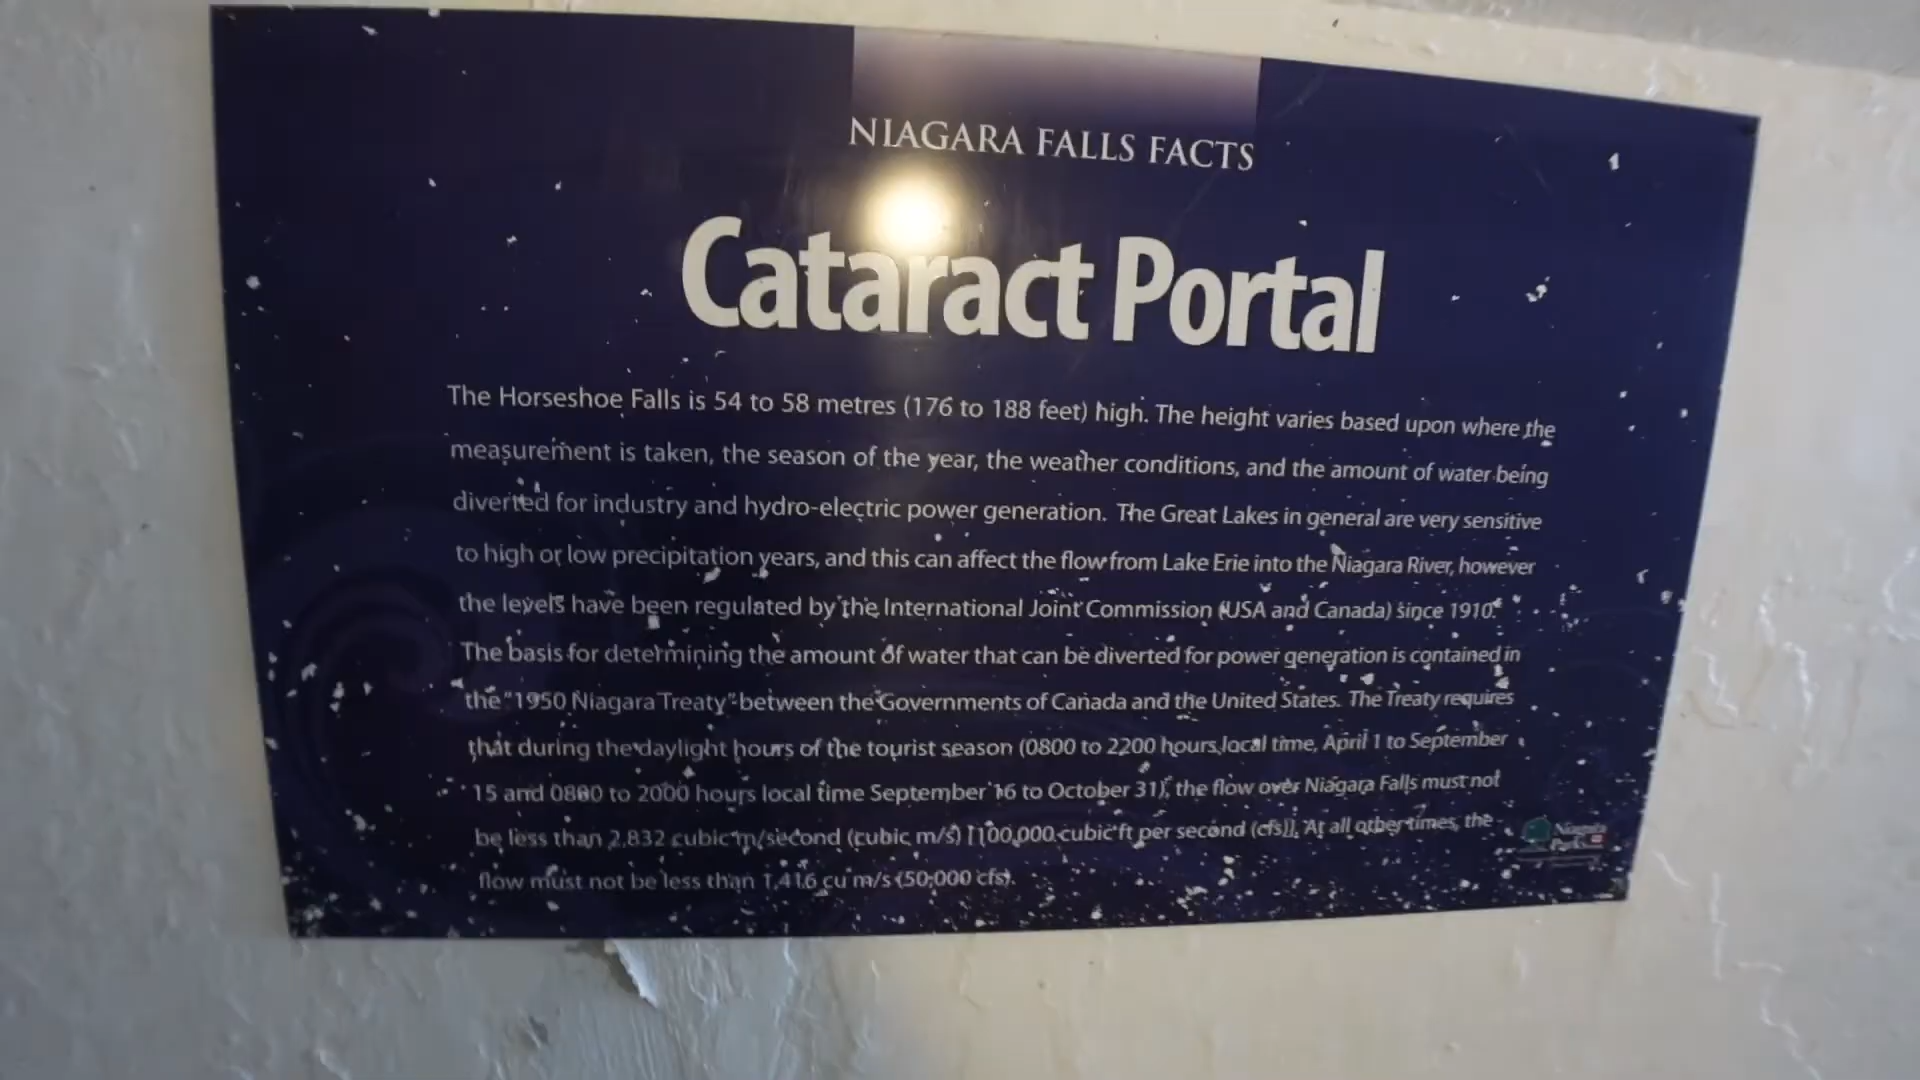 NIAGARA FALLS FACTS
Cataract Portal
The Horseshoe Falls is 54 to 58 metres (176 to 188 feet) high. The height varies based upon where the
measurement is taken, the season of the year, the weather conditions, and the amount of water being
diverted for industry and hydro-electric power generation. The Great Lakes in general are very sensitive
to high or low precipitation years, and this can affect the flow from Lake Erie into the Niagara River, however
the levels have been regulated by the International Joint Commission (USA and Canada) since 1910.
The basis for determining the amount of water that can be diverted for power generation is contained in
the "1950 Niagara Treaty" between the Governments of Canada and the United States. The Treaty requires
that during the daylight hours of the tourist season (0800 to 2200 hours local time, April 1 to September
15 and 0800 to 2000 hours local time September 16 to October 31), the flow over Niagara Falls must not
be less than 2,832 cubic m/second (cubic m/s) [100,000 cubic ft per second (cfs)]. At all other times, the
flow must not be less than 1,416 cu m/s (50,000 cfs).
Niagara
Parks